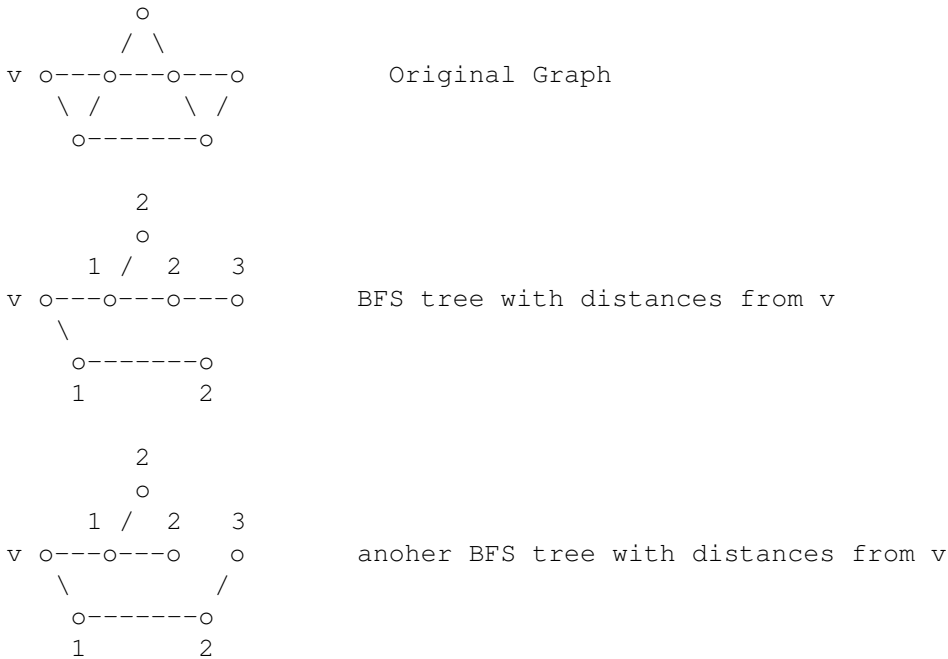 o
/ \
v o---o---o---o Original Graph
\ / \ /
o-------o
2
o
1 / 2 3
v o---o---o---o BFS tree with distances from v
\
o-------o
1 2
2
o
1 / 2 3
v o---o---o o anoher BFS tree with distances from v
\ /
o-------o
1 2